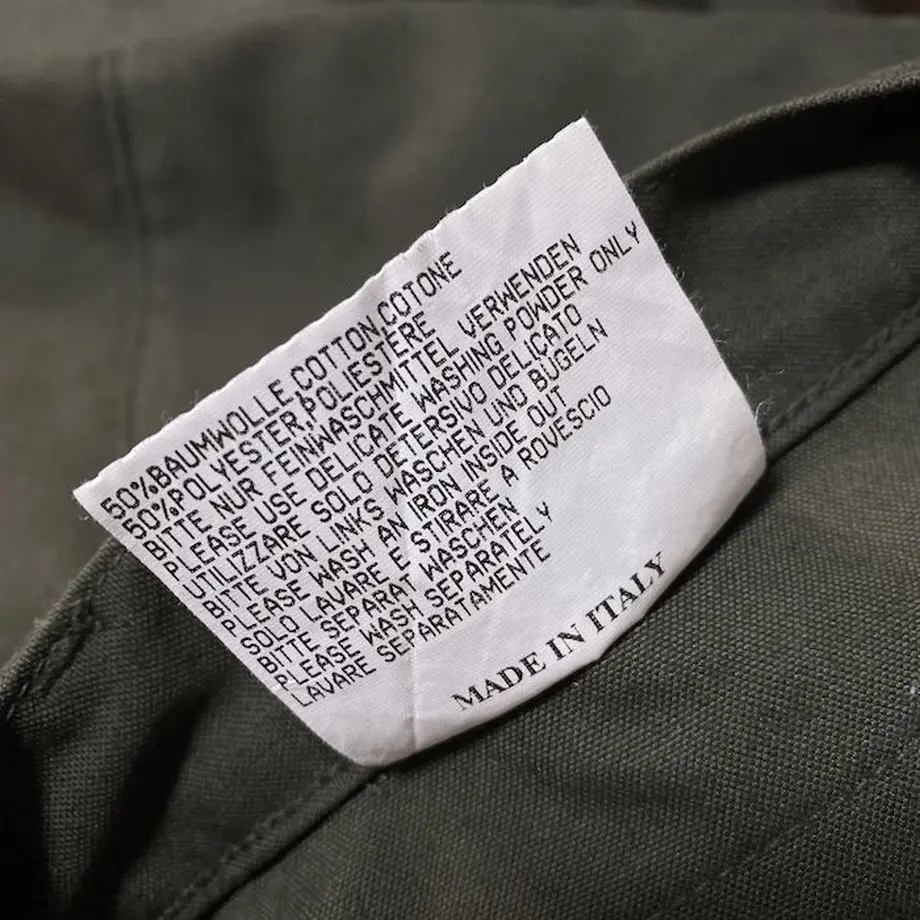 50%BAUMWOLLE,COTTON,COTONE
50%POLYESTER,POLIESTERE
BITTE NUR FEINWASCHMITTEL VERWENDEN
PLEASE USE DELICATE WASHING POWDER ONLY
UTILIZZARE SOLO DETERSIVO DELICATO
BITTE VON LINKS WASCHEN UND BÜGELN
PLEASE WASH AN IRON INSIDE OUT
SOLO LAVARE E STIRARE A ROVESCIO
BITTE SEPARAT WASCHEN
PLEASE WASH SEPARATELY
LAVARE SEPARATAMENTE
MADE IN ITALY